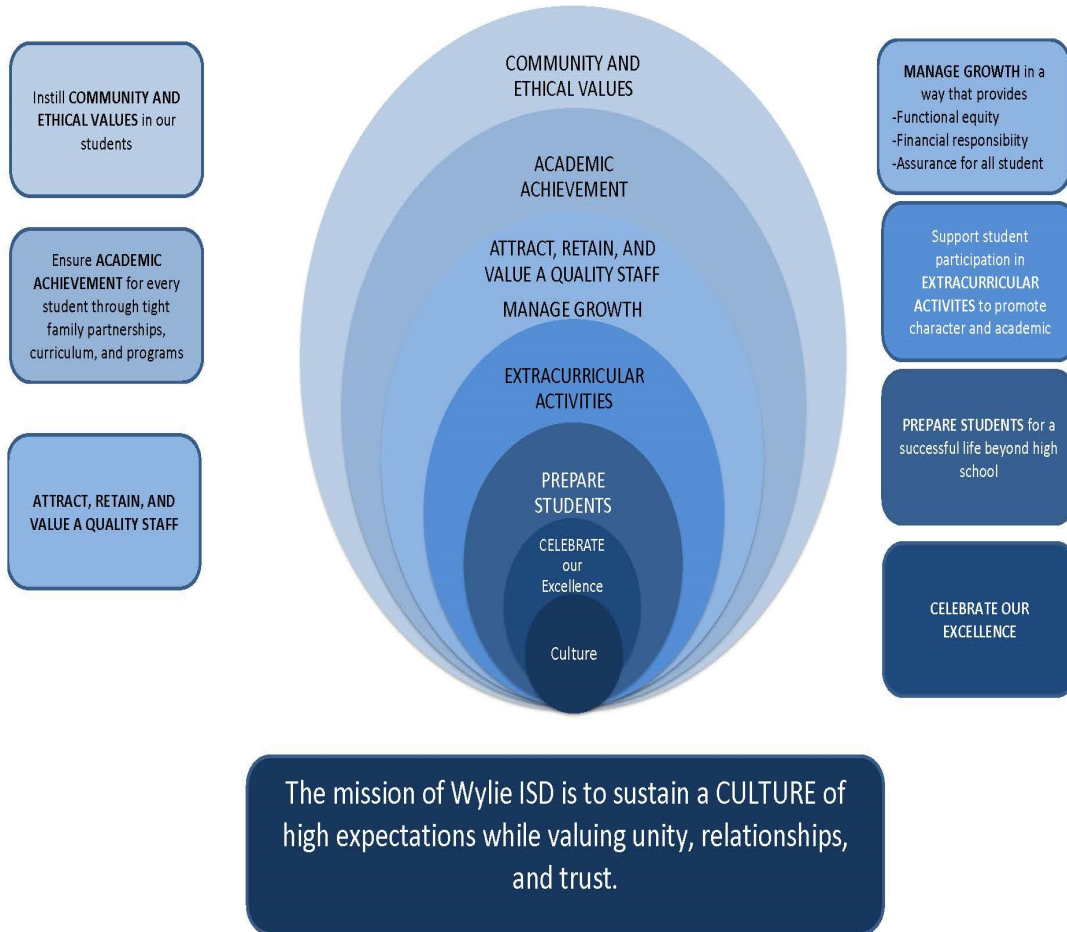 Instill COMMUNITY AND
ETHICAL VALUES in our
students
Ensure ACADEMIC
ACHIEVEMENT for every
student through tight
family partnerships,
curriculum, and programs
ATTRACT, RETAIN, AND
VALUE A QUALITY STAFF
COMMUNITY AND
ETHICAL VALUES
ACADEMIC
ACHIEVEMENT
ATTRACT, RETAIN, AND
VALUE A QUALITY STAFF
MANAGE GROWTH
EXTRACURRICULAR
ACTIVITIES
PREPARE
STUDENTS
CELEBRATE
our
Excellence
Culture
MANAGE GROWTH in a
way that provides
-Functional equity
-Financial responsibiity
-Assurance for all student
Support student
participation in
EXTRACURRICULAR
ACTIVITES to promote
character and academic
PREPARE STUDENTS for a
successful life beyond high
school
CELEBRATE OUR
EXCELLENCE
The mission of Wylie ISD is to sustain a CULTURE of
high expectations while valuing unity, relationships,
and trust.